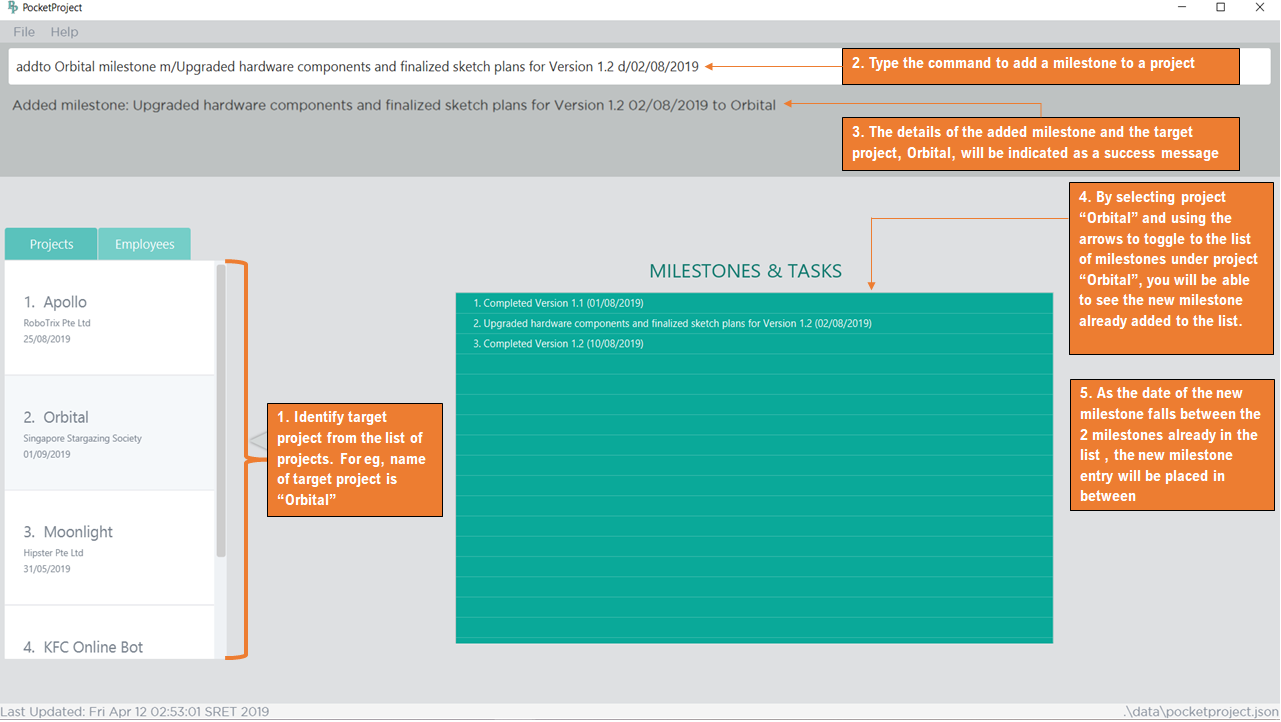 PocketProject
File Help
addto Orbital milestone m/Upgraded hardware components and finalized sketch plans for Version 1.2 d/02/08/2019
2. Type the command to add a milestone to a project
Added milestone: Upgraded hardware components and finalized sketch plans for Version 1.2 02/08/2019 to Orbital
3. The details of the added milestone and the target
project, Orbital, will be indicated as a success message
4. By selecting project
“Orbital” and using the
arrows to toggle to the list
of milestones under project
“Orbital”, you will be able
to see the new milestone
already added to the list.
Projects Employees
1. Apollo
RoboTrix Pte Ltd
25/08/2019
2. Orbital
Singapore Stargazing Society
01/09/2019
3. Moonlight
Hipster Pte Ltd
31/05/2019
4. KFC Online Bot
1. Identify target
project from the list of
projects. For eg, name
of target project is
“Orbital”
MILESTONES & TASKS
1. Completed Version 1.1 (01/08/2019)
2. Upgraded hardware components and finalized sketch plans for Version 1.2 (02/08/2019)
3. Completed Version 1.2 (10/08/2019)
5. As the date of the new
milestone falls between the
2 milestones already in the
list , the new milestone
entry will be placed in
between
Last Updated: Fri Apr 12 02:53:01 SRET 2019
.\data\pocketproject.json